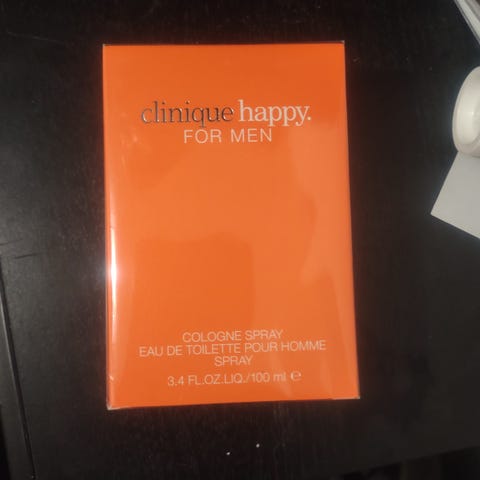 clinique happy.
FOR MEN
COLOGNE SPRAY
EAU DE TOILETTE POUR HOMME
SPRAY
3.4 FL.OZ.LIQ./100 ml ℮